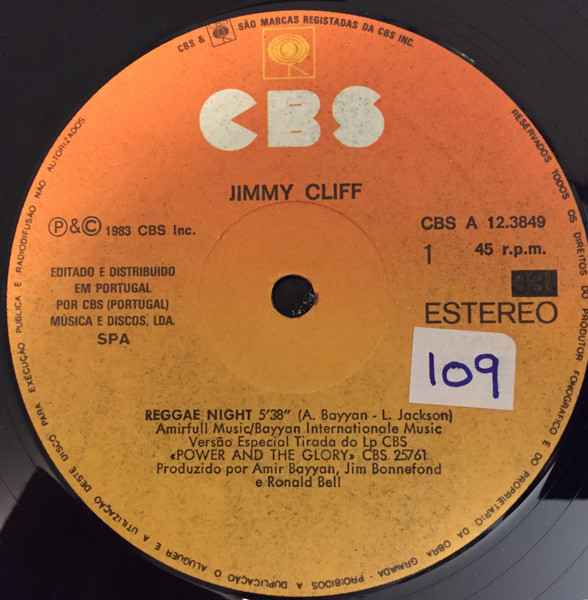 CBS & SÃO MARCAS REGISTADAS DA CBS INC.
CBS
JIMMY CLIFF
Ⓟ&© 1983 CBS Inc.
CBS A 12.3849
1 45 r.p.m.
EDITADO E DISTRIBUIDO
EM PORTUGAL
POR CBS (PORTUGAL)
MÚSICA E DISCOS, LDA.
SPA
ESTEREO
109
REGGAE NIGHT 5'38" (A. Bayyan - L. Jackson)
Amirfull Music/Bayyan Internationale Music
Versão Especial Tirada do Lp CBS
«POWER AND THE GLORY» CBS 25761
Produzido por Amir Bayyan, Jim Bonnefond
e Ronald Bell
RESERVADOS TODOS OS DIREITOS DO PRODUTOR FONOGRÁFICO E DO PROPRIETARIO DA OBRA GRAVADA - PROIBIDOS A DUPLICAÇÃO O ALUGUER E A UTILIZAÇÃO DESTE DISCO PARA EXECUÇÃO PUBLICA E RADIODIFUSÃO NÃO AUTORIZADOS